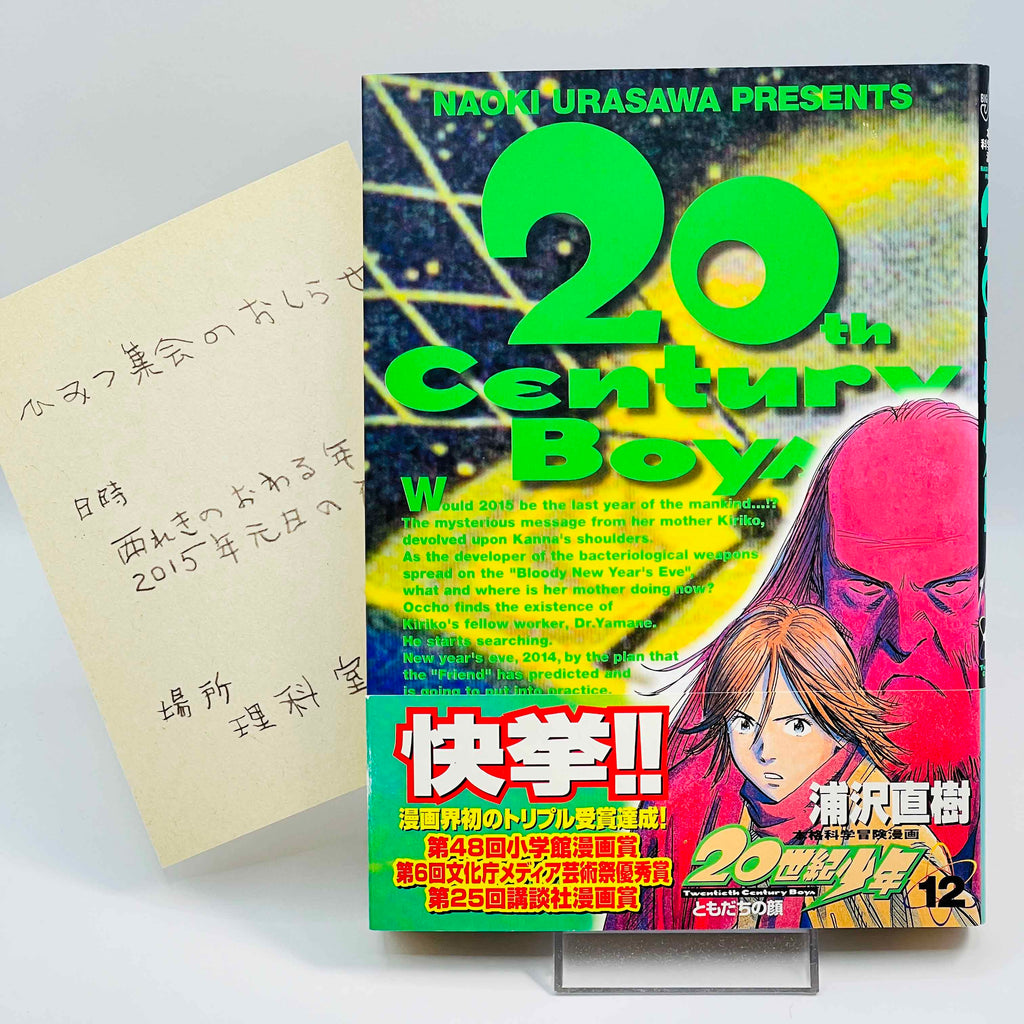 ひみつ集会のおしらせ
日時
西れきのおわる年
2015年元日の
場所
理科室
NAOKI URASAWA PRESENTS
20th
Century
Boys
Would 2015 be the last year of the mankind...!?
The mysterious message from her mother Kiriko,
devolved upon Kanna's shoulders.
As the developer of the bacteriological weapons
spread on the "Bloody New Year's Eve",
what and where is her mother doing now?
Occho finds the existence of
Kiriko's fellow worker, Dr.Yamane.
He starts searching.
New year's eve, 2014, by the plan that
the "Friend" has predicted and
is going to put into practice.
快挙!!
漫画界初のトリプル受賞達成!
第48回小学館漫画賞
第6回文化庁メディア芸術祭優秀賞
第25回講談社漫画賞
浦沢直樹
本格科学冒険漫画
20世紀少年
Twentieth Century Boys
ともだちの顔
12